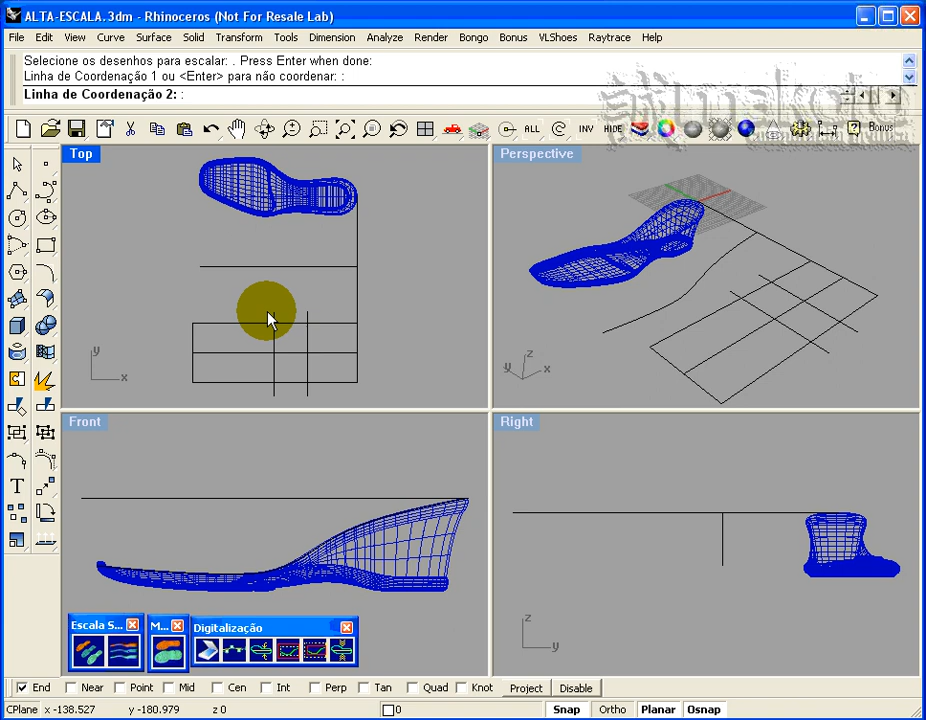 ALTA-ESCALA.3dm - Rhinoceros (Not For Resale Lab)
File Edit View Curve Surface Solid Transform Tools Dimension Analyze Render Bongo Bonus VLShoes Raytrace Help
Selecione os desenhos para escalar: . Press Enter when done:
Linha de Coordenação 1 ou <Enter> para não coordenar: :
Linha de Coordenação 2: :
ALL INV HIDE Bonus
Top
Perspective
y
x
z
y
x
Front
Right
z
y
Escala S...
M...
Digitalização
T
End Near Point Mid Cen Int Perp Tan Quad Knot Project Disable
CPlane x -138.527 y -180.979 z 0 0 Snap Ortho Planar Osnap